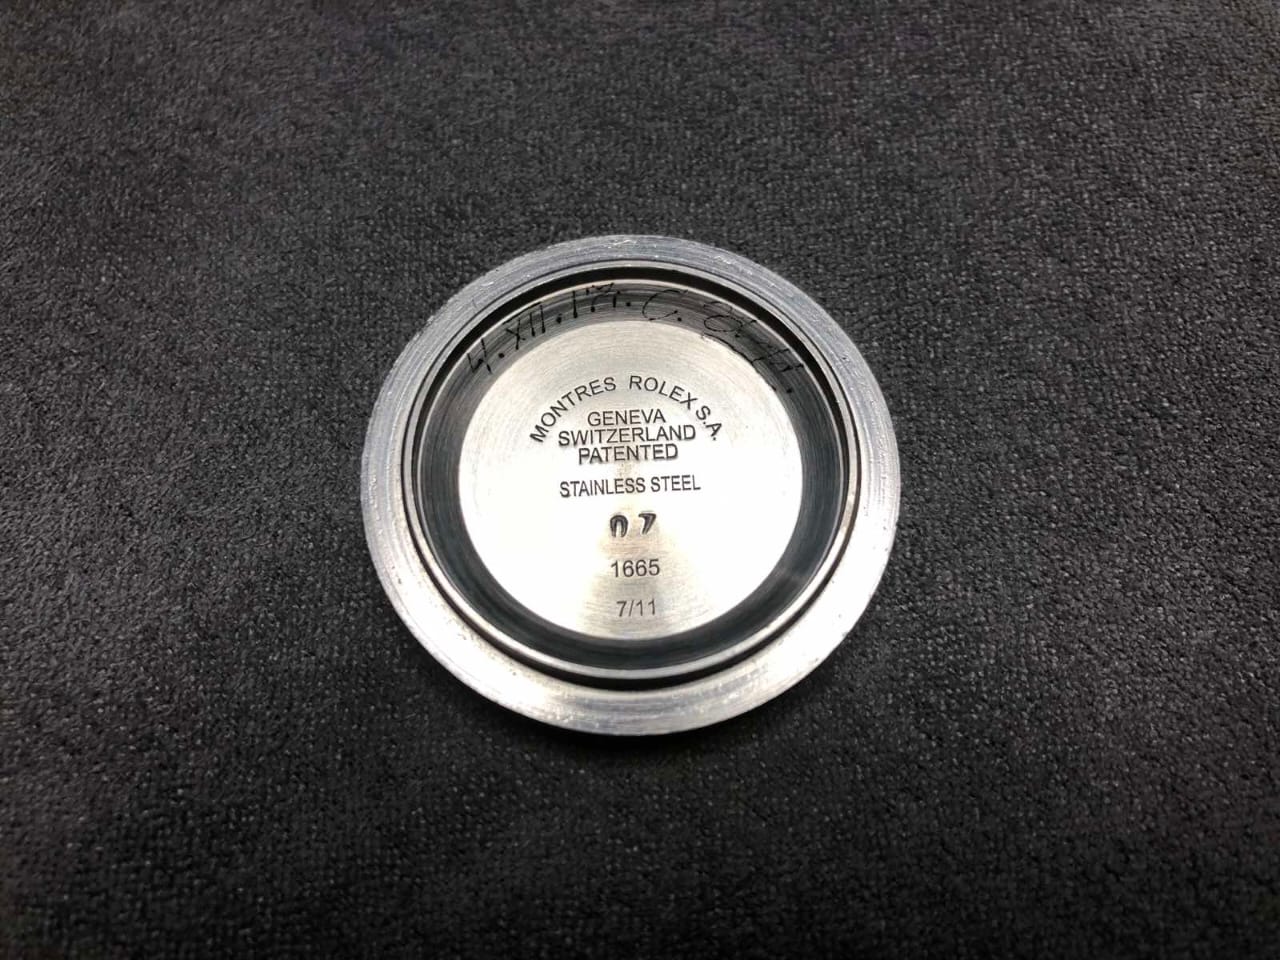 MONTRES ROLEX S.A.
GENEVA
SWITZERLAND
PATENTED
STAINLESS STEEL
07
1665
7/11